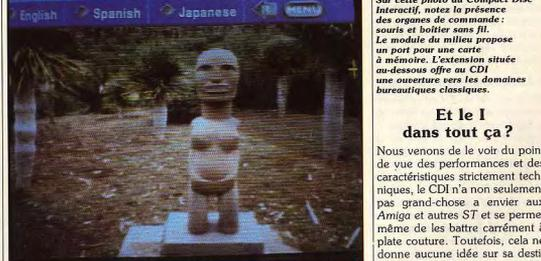 English Spanish Japanese MENU
Sur cette photo du Compact Disc
Interactif, notez la présence
des organes de commande :
souris et boîtier sans fil.
Le module du milieu propose
un port pour une carte
à mémoire. L'extension située
au-dessous offre au CDI
une ouverture vers les domaines
bureautiques classiques.
Et le I
dans tout ça ?
Nous venons de le voir du poin
de vue des performances et des
caractéristiques strictement tech
niques, le CDI n'a non seulemen
pas grand-chose a envier aux
Amiga et autres ST et se perme
même de les battre carrément à
plate couture. Toutefois, cela ne
donne aucune idée sur sa desti